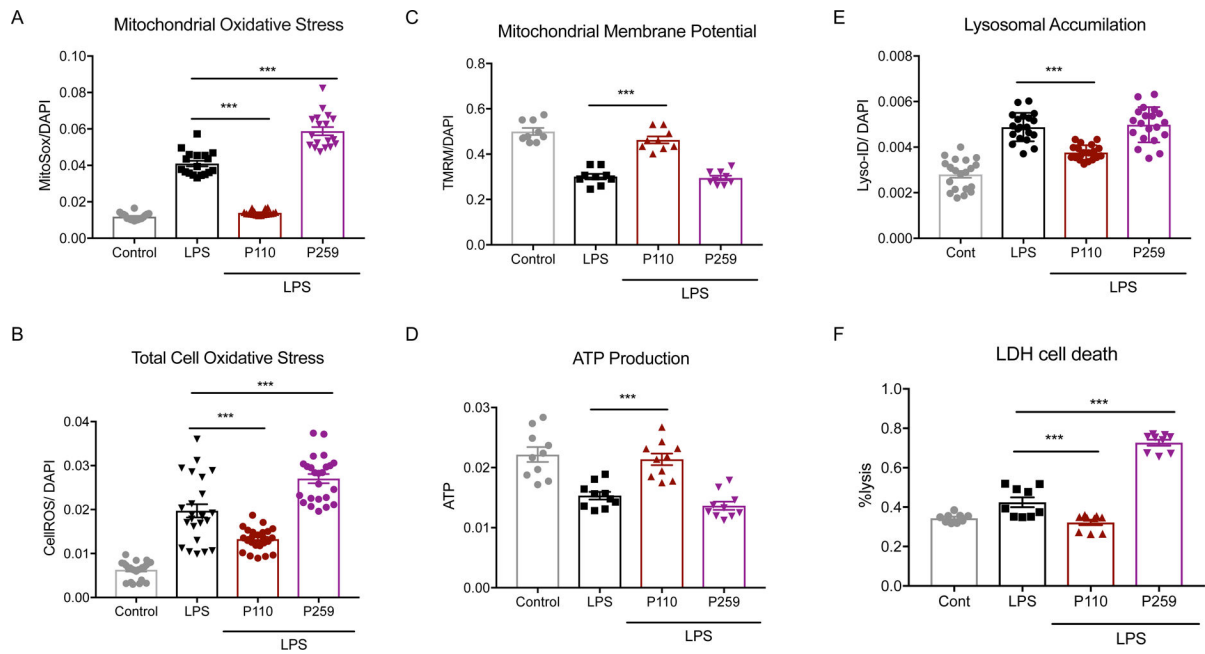 A
Mitochondrial Oxidative Stress
MitoSox/DAPI
0.10
0.08
0.06
0.04
0.02
0.00
***
***
Control LPS P110 P259
LPS
B
Total Cell Oxidative Stress
CellROS/ DAPI
0.04
0.03
0.02
0.01
0.00
***
***
Control LPS P110 P259
LPS
C
Mitochondrial Membrane Potential
TMRM/DAPI
0.8
0.6
0.4
0.2
0.0
***
Control LPS P110 P259
LPS
D
ATP Production
ATP
0.03
0.02
0.01
0.00
***
Control LPS P110 P259
LPS
E
Lysosomal Accumilation
Lyso-ID/ DAPI
0.008
0.006
0.004
0.002
0.000
***
Cont LPS P110 P259
LPS
F
LDH cell death
%lysis
0.8
0.6
0.4
0.2
0.0
***
***
Cont LPS P110 P259
LPS